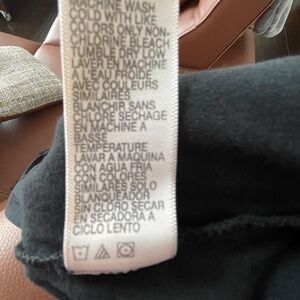 MACHINE WASH
COLD WITH LIKE
COLORS ONLY NON-
CHLORINE BLEACH
TUMBLE DRY LOW
LAVER EN MACHINE
A L'EAU FROIDE
AVEC COULEURS
SIMILAIRES
BLANCHIR SANS
CHLORE SECHAGE
EN MACHINE A
BASSE
TEMPERATURE
LAVAR A MAQUINA
CON AGUA FRIA
CON COLORES
SIMILARES SOLO
BLANQUEADOR
SIN CLORO SECAR
EN SECADORA A
CICLO LENTO